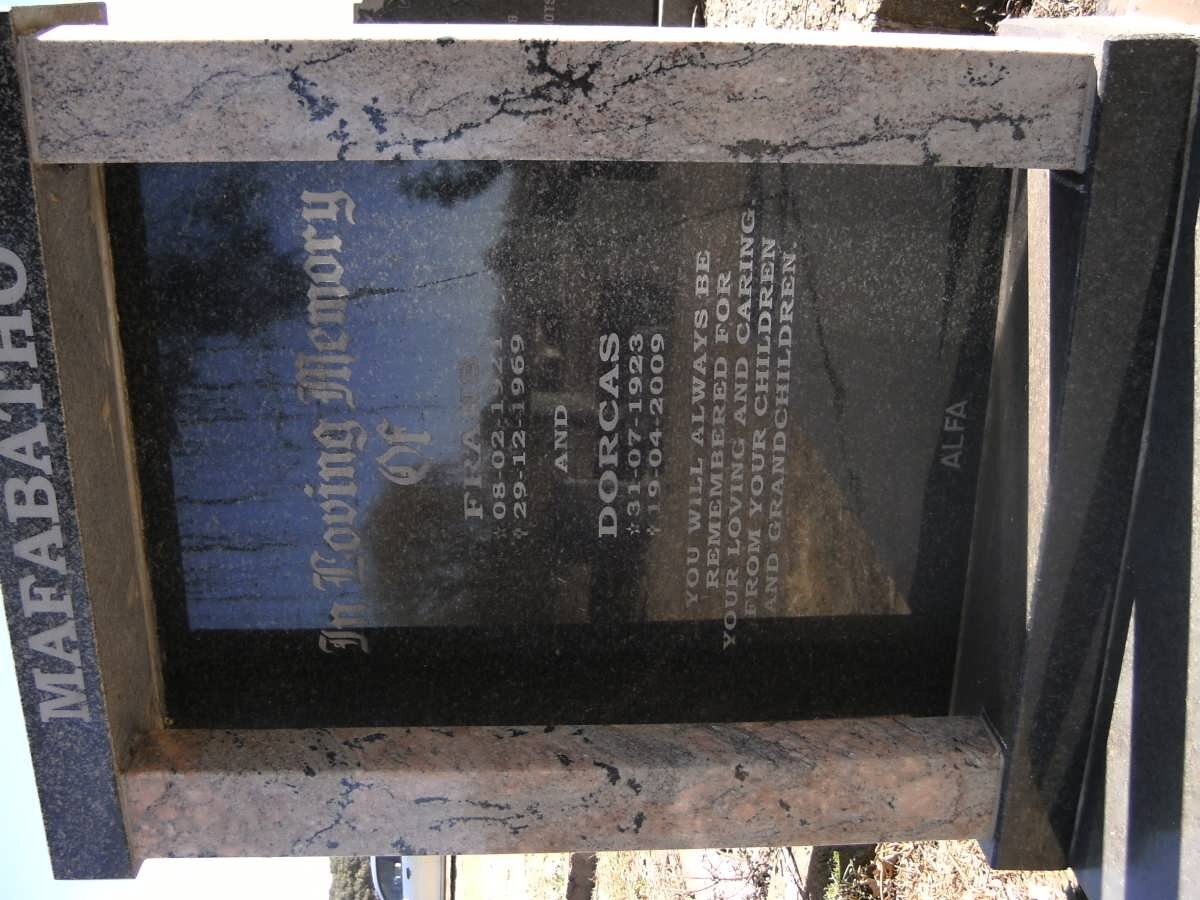 MAFABATHO
In Loving Memory
Of
FRANS
*08-02-1921
†29-12-1969
AND
DORCAS
*31-07-1923
†19-04-2009
YOU WILL ALWAYS BE
REMEMBERED FOR
YOUR LOVING AND CARING.
FROM YOUR CHILDREN
AND GRANDCHILDREN.
ALFA